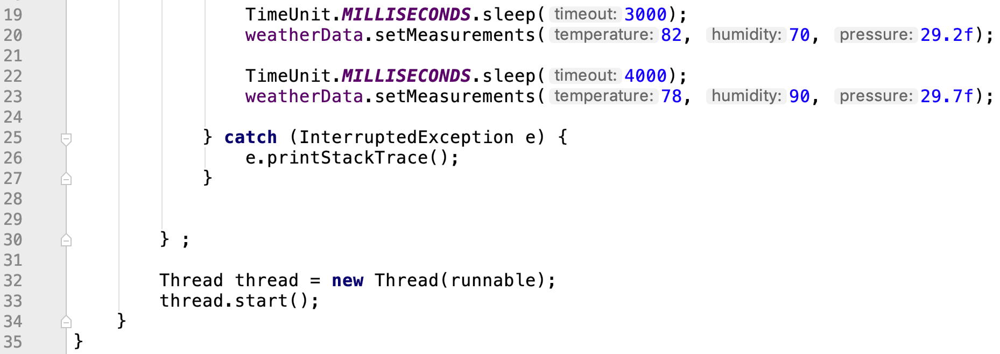 19 TimeUnit.MILLISECONDS.sleep( timeout: 3000);
20 weatherData.setMeasurements( temperature: 82, humidity: 70, pressure: 29.2f);
21
22 TimeUnit.MILLISECONDS.sleep( timeout: 4000);
23 weatherData.setMeasurements( temperature: 78, humidity: 90, pressure: 29.7f);
24
25 } catch (InterruptedException e) {
26 e.printStackTrace();
27 }
28
29
30 } ;
31
32 Thread thread = new Thread(runnable);
33 thread.start();
34 }
35 }